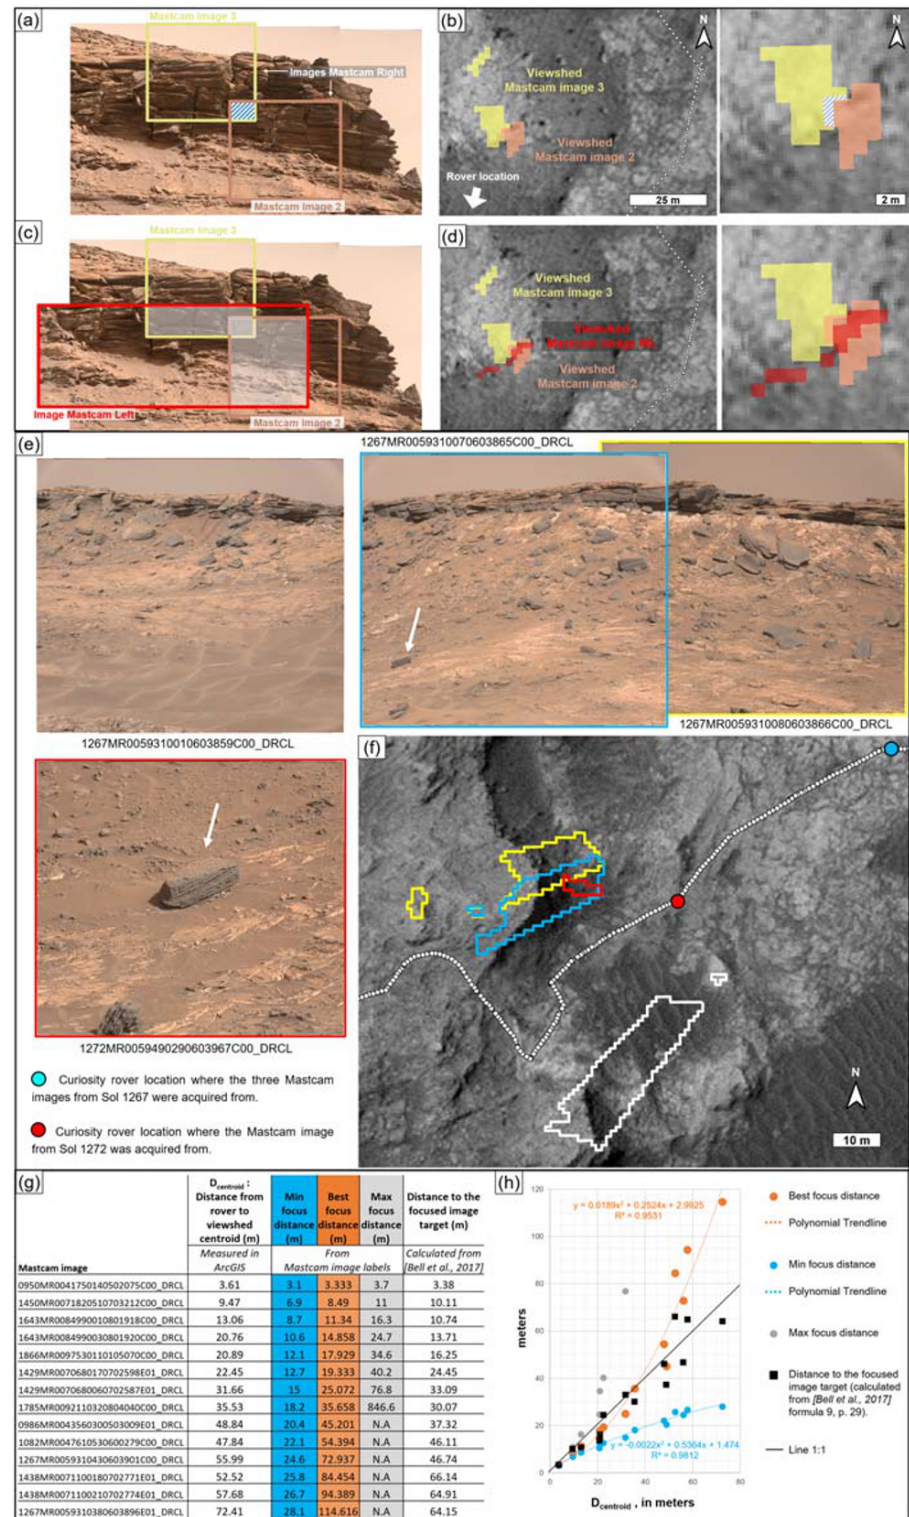 (a)
Mastcam image 3
Images Mastcam Right
Mastcam image 2
(b)
N
Viewshed
Mastcam image 3
Viewshed
Mastcam image 2
Rover location
25 m
N
2 m
(c)
Mastcam image 3
Image Mastcam Left
Mastcam image 2
(d)
Viewshed
Mastcam image 3
Viewshed
Mastcam image
Viewshed
Mastcam image 2
(e)
1267MR0059310070603865C00_DRCL
1267MR0059310010603859C00_DRCL
1267MR0059310080603866C00_DRCL
1272MR0059490290603967C00_DRCL
Curiosity rover location where the three Mastcam
images from Sol 1267 were acquired from.
Curiosity rover location where the Mastcam image
from Sol 1272 was acquired from.
(f)
N
10 m
(g)
Mastcam image
Dcentroid :
Distance from
rover to
viewshed
centroid (m)
Min
focus
distance
(m)
Best
focus
distance
(m)
Max
focus
distance
(m)
Distance to the
focused image
target (m)
Measured in
ArcGIS
From
Mastcam image labels
Calculated from
[Bell et al., 2017]
0950MR0041750140502075C00_DRCL 3.61 3.1 3.333 3.7 3.38
1450MR0071820510703212C00_DRCL 9.47 6.9 8.49 11 10.11
1643MR0084990010801918C00_DRCL 13.06 8.7 11.34 16.3 10.74
1643MR0084990030801920C00_DRCL 20.76 10.6 14.858 24.7 13.71
1866MR0097530110105070C00_DRCL 20.89 12.1 17.929 34.6 16.25
1429MR0070680170702598E01_DRCL 22.45 12.7 19.333 40.2 24.45
1429MR0070680060702587E01_DRCL 31.66 15 25.072 76.8 33.09
1785MR0092110320804040C00_DRCL 35.53 18.2 35.658 846.6 30.07
0986MR0043560300503009E01_DRCL 48.84 20.4 45.201 N.A 37.32
1082MR0047610530600279C00_DRCL 47.84 22.1 54.394 N.A 46.11
1267MR0059310430603901C00_DRCL 55.99 24.6 72.937 N.A 46.74
1438MR0071100180702771E01_DRCL 52.52 25.8 84.454 N.A 66.14
1438MR0071100210702774E01_DRCL 57.68 26.7 94.389 N.A 64.91
1267MR0059310380603896E01_DRCL 72.41 28.1 114.616 N.A 64.15
(h)
meters
120
100
80
60
40
20
0
y = 0.0189x² + 0.2524x + 2.9925
R² = 0.9531
y = -0.0022x² + 0.5364x + 1.474
R² = 0.9812
0 20 40 60 80
Dcentroid , in meters
Best focus distance
Polynomial Trendline
Min focus distance
Polynomial Trendline
Max focus distance
Distance to the focused
image target (calculated
from [Bell et al., 2017]
formula 9, p. 29).
Line 1:1